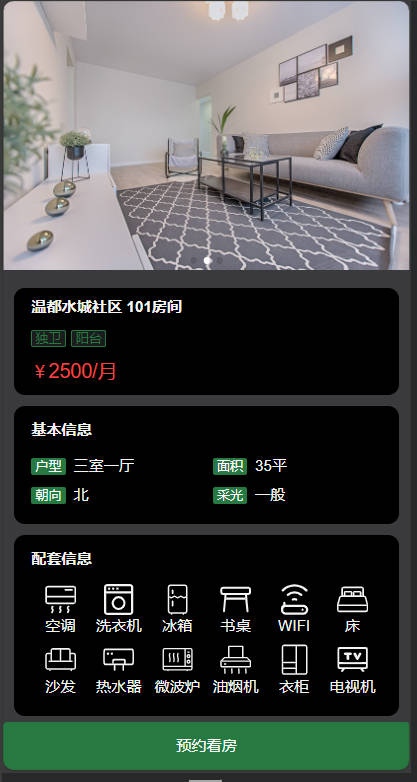 温都水城社区 101房间
独卫 阳台
￥2500/月
基本信息
户型 三室一厅 面积 35平
朝向 北 采光 一般
配套信息
空调 洗衣机 冰箱 书桌 WIFI 床
TV
沙发 热水器 微波炉 油烟机 衣柜 电视机
预约看房